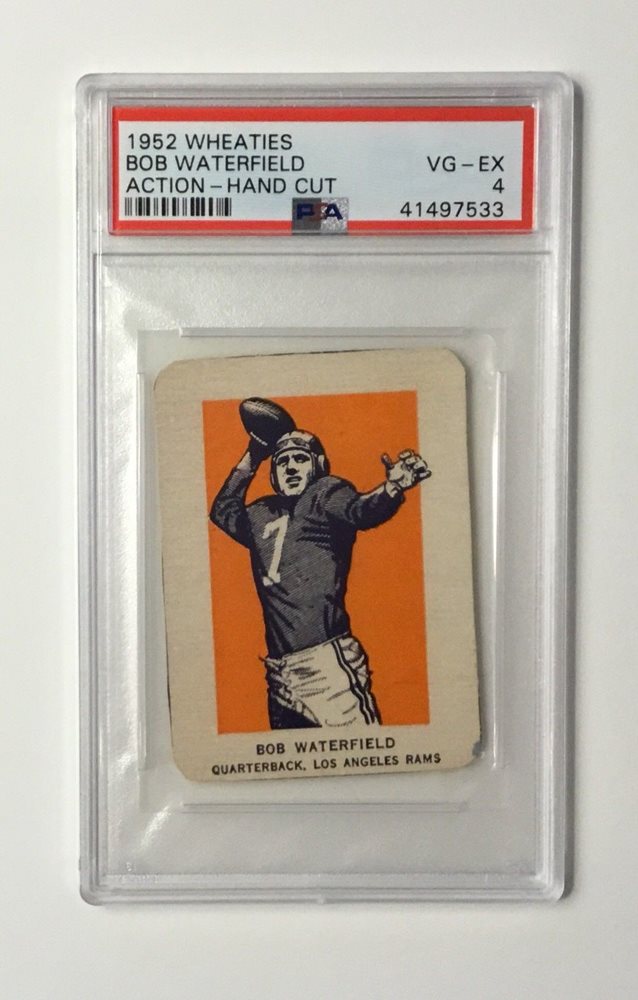 1952 WHEATIES
BOB WATERFIELD VG-EX
ACTION-HAND CUT 4
PSA 41497533
7
BOB WATERFIELD
QUARTERBACK, LOS ANGELES RAMS